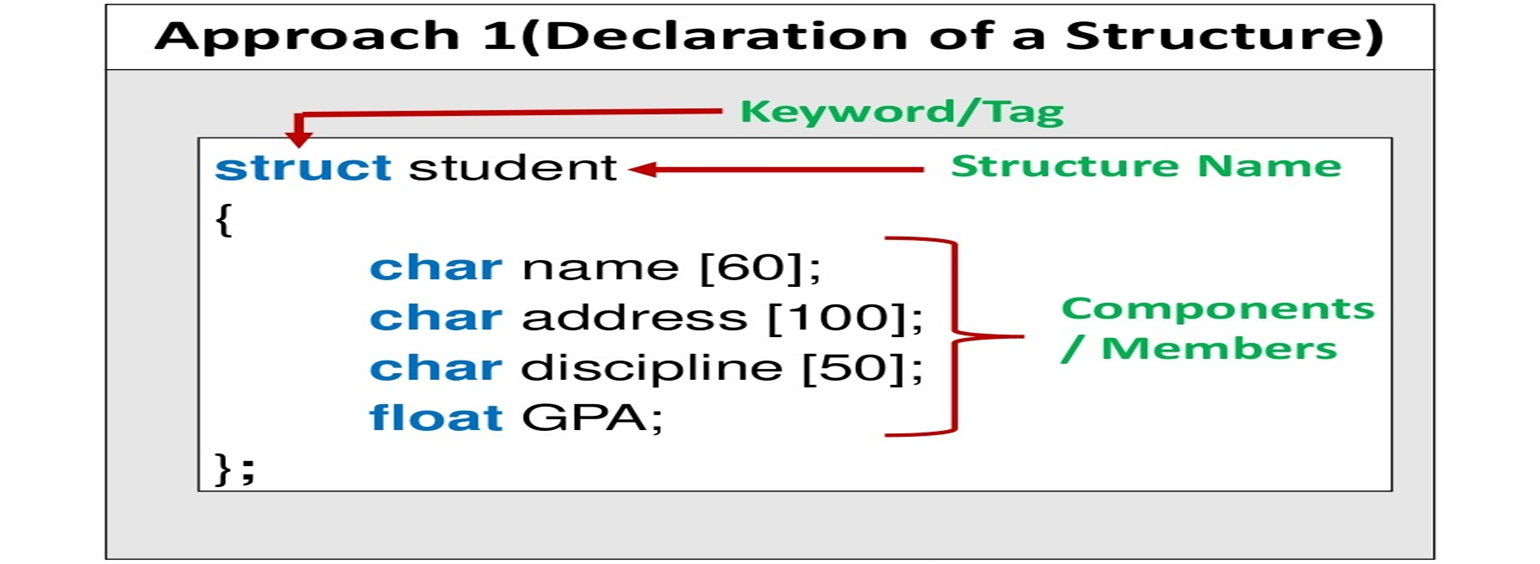 Approach 1(Declaration of a Structure)
Keyword/Tag
struct student
Structure Name
{
char name [60];
char address [100];
char discipline [50];
float GPA;
};
Components
/ Members